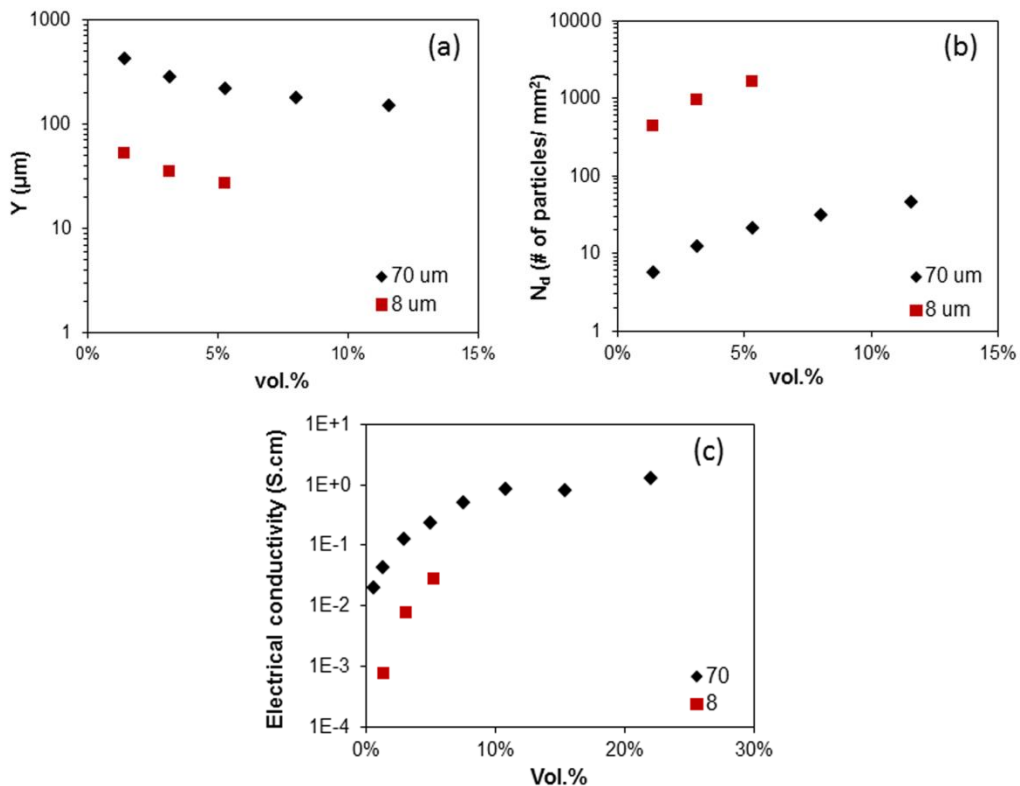 (a)
Y (µm)
1000
100
10
1
0%
5%
10%
15%
vol.%
70 um
8 um
(b)
N_d (# of particles/ mm²)
10000
1000
100
10
1
0%
5%
10%
15%
vol.%
70 um
8 um
(c)
Electrical conductivity (S.cm)
1E+1
1E+0
1E-1
1E-2
1E-3
1E-4
0%
10%
20%
30%
Vol.%
70
8